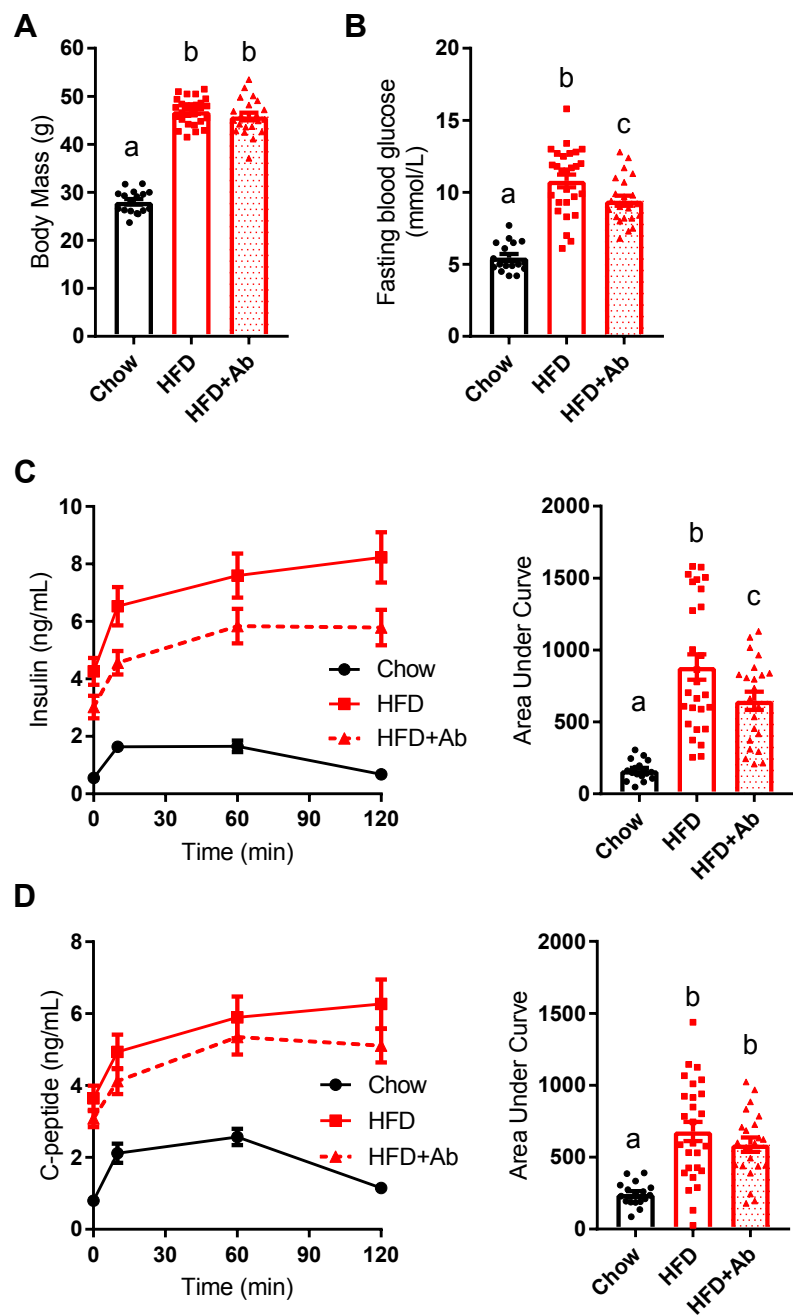 A
Body Mass (g)
60
50
40
30
20
10
0
a
b
b
Chow
HFD
HFD+Ab
B
Fasting blood glucose
(mmol/L)
20
15
10
5
0
a
b
c
Chow
HFD
HFD+Ab
C
Insulin (ng/mL)
10
8
6
4
2
0
0
30
60
90
120
Time (min)
Chow
HFD
HFD+Ab
Area Under Curve
2000
1500
1000
500
0
a
b
c
Chow
HFD
HFD+Ab
D
C-peptide (ng/mL)
8
6
4
2
0
0
30
60
90
120
Time (min)
Chow
HFD
HFD+Ab
Area Under Curve
2000
1500
1000
500
0
a
b
b
Chow
HFD
HFD+Ab